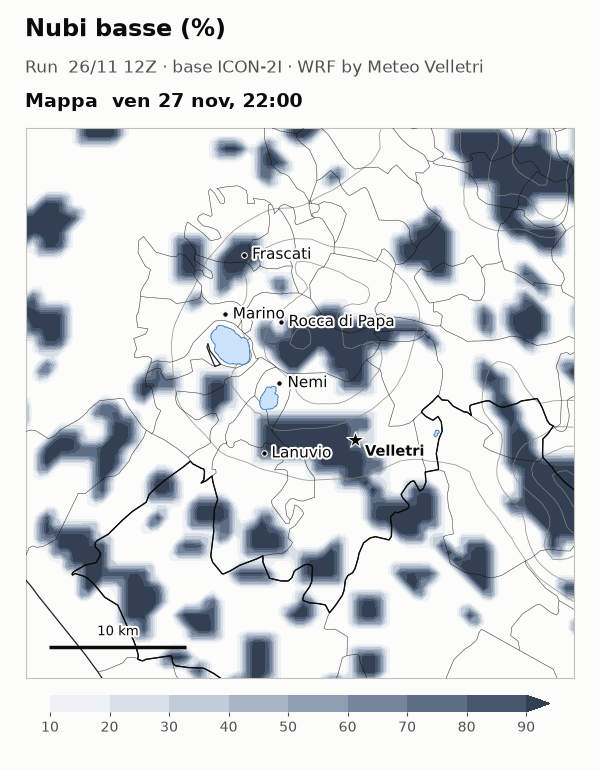 Nubi basse (%)
Run 26/11 12Z · base ICON-2I · WRF by Meteo Velletri
Mappa ven 27 nov, 22:00
Frascati
Marino
Rocca di Papa
Nemi
Velletri
Lanuvio
10 km
10 20 30 40 50 60 70 80 90